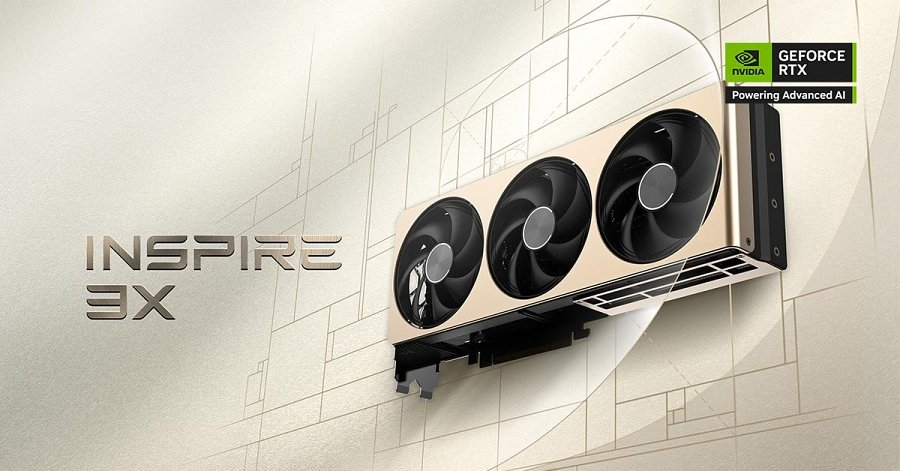 INSPIRE
3X
NVIDIA
GEFORCE
RTX
Powering Advanced AI